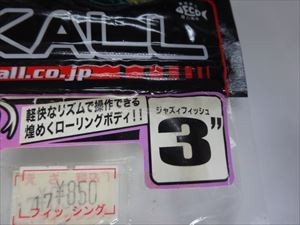 KALL
FECO
all.co.jp
軽快なリズムで操作できる
煌めくローリングボディ!!
ジャズィフィッシュ
3"
¥850
フィッシング